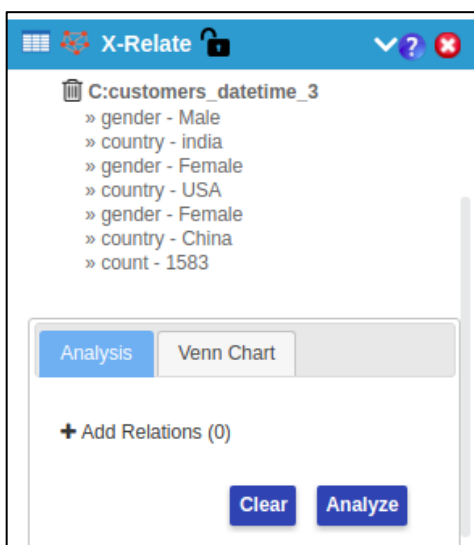 X-Relate ?
C:customers_datetime_3
» gender - Male
» country - india
» gender - Female
» country - USA
» gender - Female
» country - China
» count - 1583
Analysis Venn Chart
+ Add Relations (0)
Clear Analyze